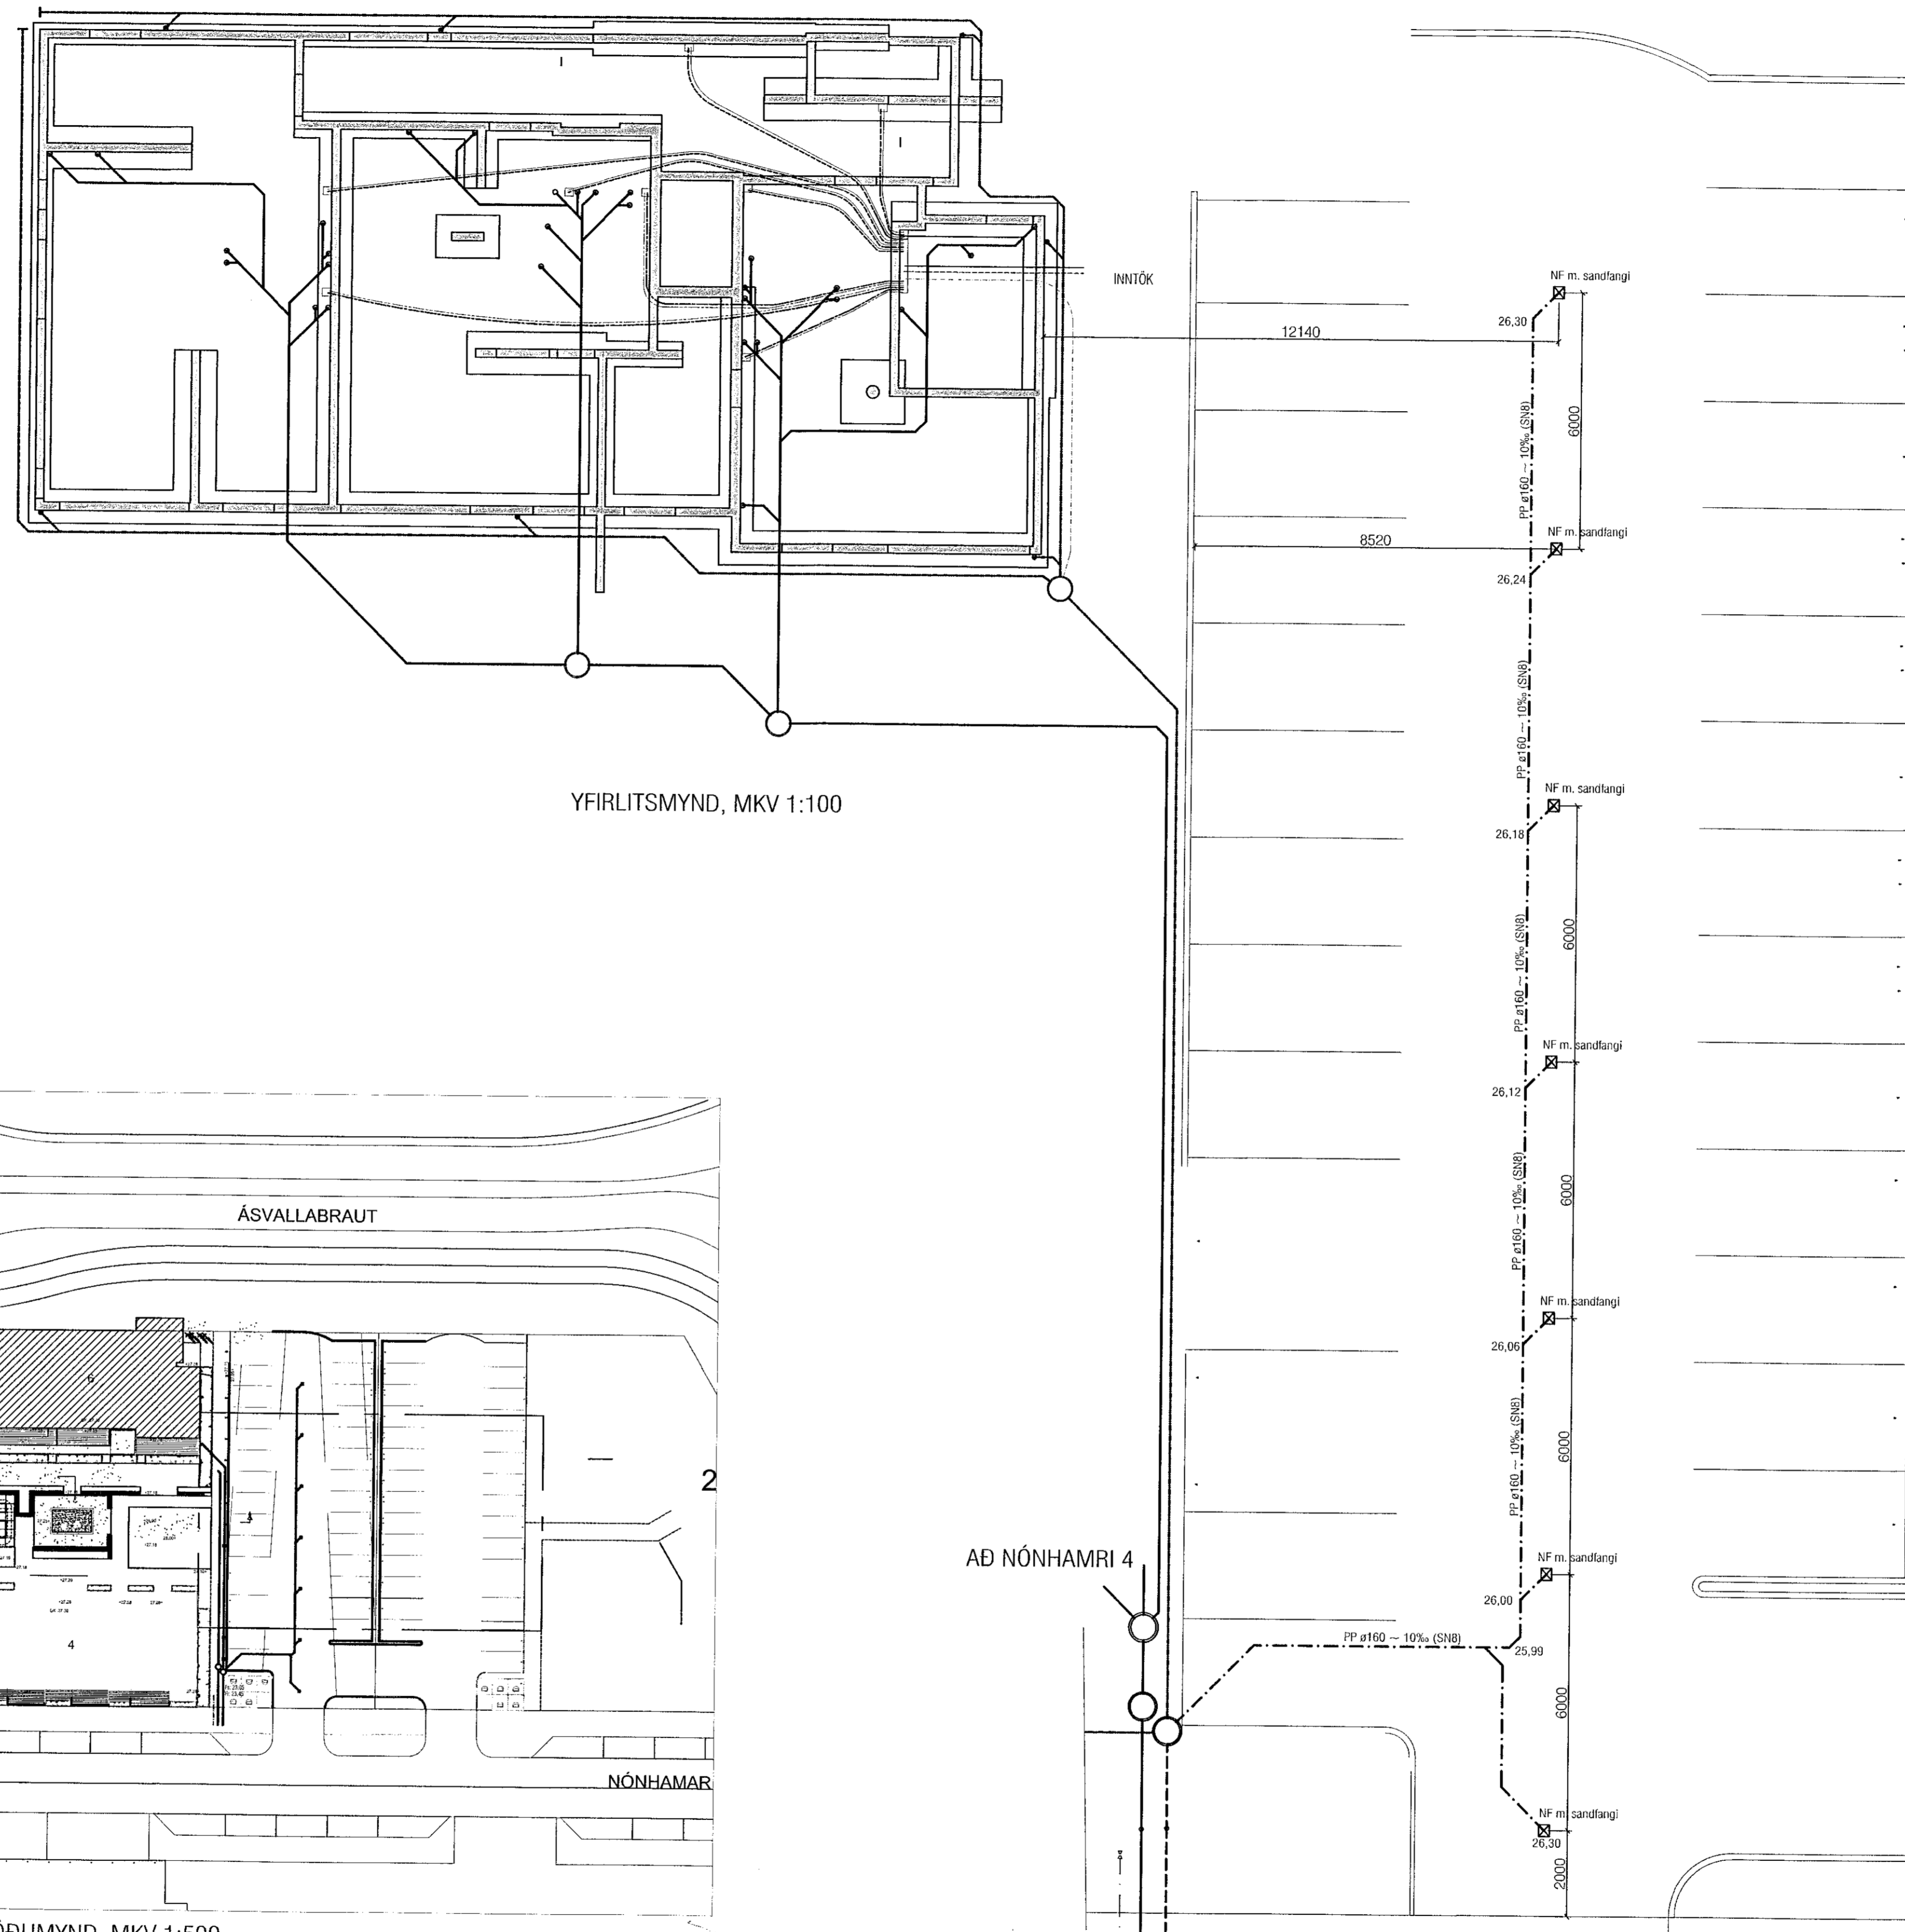 INNTÖK
NF m. sandfangi
26,30
12140
6000
PP ø160 ~ 10‰ (SN8)
NF m. sandfangi
8520
26,24
PP ø160 ~ 10‰ (SN8)
NF m. sandfangi
26,18
YFIRLITSMYND, MKV 1:100
6000
PP ø160 ~ 10‰ (SN8)
NF m. sandfangi
26,12
6000
PP ø160 ~ 10‰ (SN8)
ÁSVALLABRAUT
NF m. sandfangi
26,06
6
6000
PP ø160 ~ 10‰ (SN8)
2
AÐ NÓNHAMRI 4
NF m. sandfangi
26,00
4
PP ø160 ~ 10‰ (SN8)
25,99
6000
NÓNHAMAR
NF m. sandfangi
26,30
2000